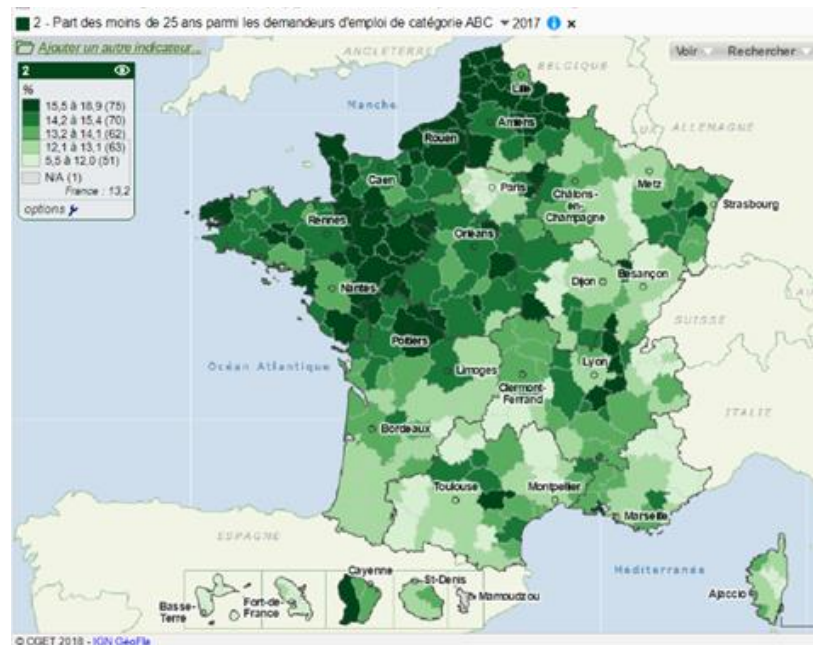 2 - Part des moins de 25 ans parmi les demandeurs d'emploi de catégorie ABC 2017
Ajouter un autre indicateur...
Voir
Rechercher
2
%
15,5 à 18,9 (75)
14,2 à 15,4 (70)
13,2 à 14,1 (62)
12,1 à 13,1 (63)
5,5 à 12,0 (51)
N/A (1)
France : 13,2
options
ANGLETERRE
BELGIQUE
LUX
ALLEMAGNE
Manche
Lille
Amiens
Rouen
Caen
Paris
Châlons-
en-
Champagne
Metz
Strasbourg
Rennes
Orléans
Nantes
Dijon
Besançon
SUISSE
Poitiers
Océan Atlantique
Limoges
Clermont-
Ferrand
Lyon
ITALIE
Bordeaux
Toulouse
Montpellier
Marseille
ESPAGNE
Méditerranée
Ajaccio
Basse-
Terre
Fort-de-
France
Cayenne
St-Denis
Mamoudzou
© CGET 2018 - IGN GéoFla